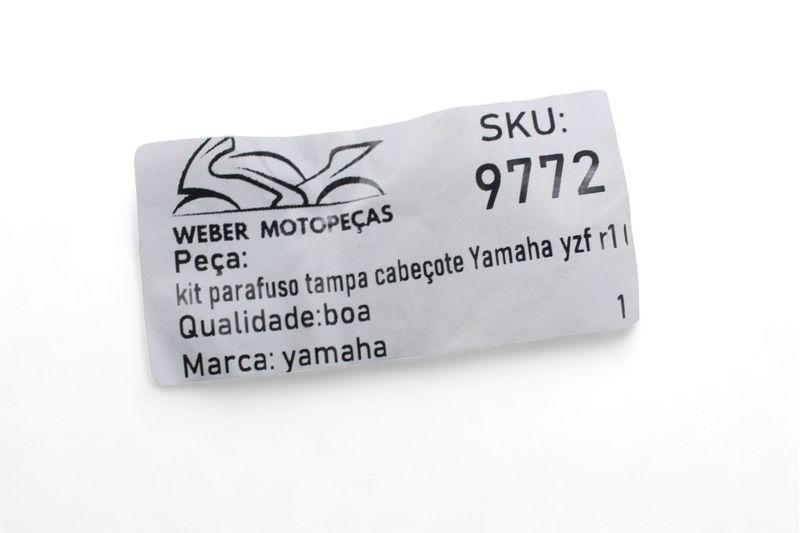 SKU:
9772
WEBER MOTOPEÇAS
Peça:
kit parafuso tampa cabeçote Yamaha yzf r1
Qualidade:boa
1
Marca: yamaha